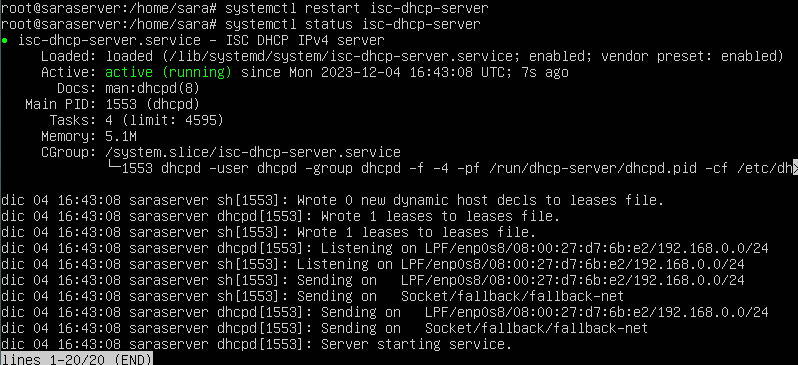 root@saraserver:/home/sara# systemctl restart isc-dhcp-server
root@saraserver:/home/sara# systemctl status isc-dhcp-server
● isc-dhcp-server.service - ISC DHCP IPv4 server
     Loaded: loaded (/lib/systemd/system/isc-dhcp-server.service; enabled; vendor preset: enabled)
     Active: active (running) since Mon 2023-12-04 16:43:08 UTC; 7s ago
       Docs: man:dhcpd(8)
   Main PID: 1553 (dhcpd)
      Tasks: 4 (limit: 4595)
     Memory: 5.1M
     CGroup: /system.slice/isc-dhcp-server.service
             └─1553 dhcpd -user dhcpd -group dhcpd -f -4 -pf /run/dhcp-server/dhcpd.pid -cf /etc/dh>
dic 04 16:43:08 saraserver sh[1553]: Wrote 0 new dynamic host decls to leases file.
dic 04 16:43:08 saraserver dhcpd[1553]: Wrote 1 leases to leases file.
dic 04 16:43:08 saraserver sh[1553]: Wrote 1 leases to leases file.
dic 04 16:43:08 saraserver dhcpd[1553]: Listening on LPF/enp0s8/08:00:27:d7:6b:e2/192.168.0.0/24
dic 04 16:43:08 saraserver sh[1553]: Listening on LPF/enp0s8/08:00:27:d7:6b:e2/192.168.0.0/24
dic 04 16:43:08 saraserver sh[1553]: Sending on   LPF/enp0s8/08:00:27:d7:6b:e2/192.168.0.0/24
dic 04 16:43:08 saraserver sh[1553]: Sending on   Socket/fallback/fallback-net
dic 04 16:43:08 saraserver dhcpd[1553]: Sending on   LPF/enp0s8/08:00:27:d7:6b:e2/192.168.0.0/24
dic 04 16:43:08 saraserver dhcpd[1553]: Sending on   Socket/fallback/fallback-net
dic 04 16:43:08 saraserver dhcpd[1553]: Server starting service.
lines 1-20/20 (END)